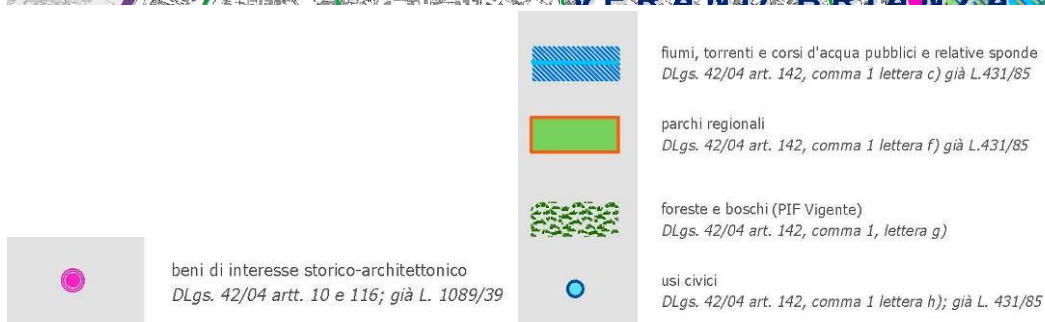 fiumi, torrenti e corsi d'acqua pubblici e relative sponde
DLgs. 42/04 art. 142, comma 1 lettera c) già L.431/85
parchi regionali
DLgs. 42/04 art. 142, comma 1 lettera f) già L.431/85
foreste e boschi (PIF Vigente)
DLgs. 42/04 art. 142, comma 1, lettera g)
beni di interesse storico-architettonico
DLgs. 42/04 artt. 10 e 116; già L. 1089/39
usi civici
DLgs. 42/04 art. 142, comma 1 lettera h); già L. 431/85